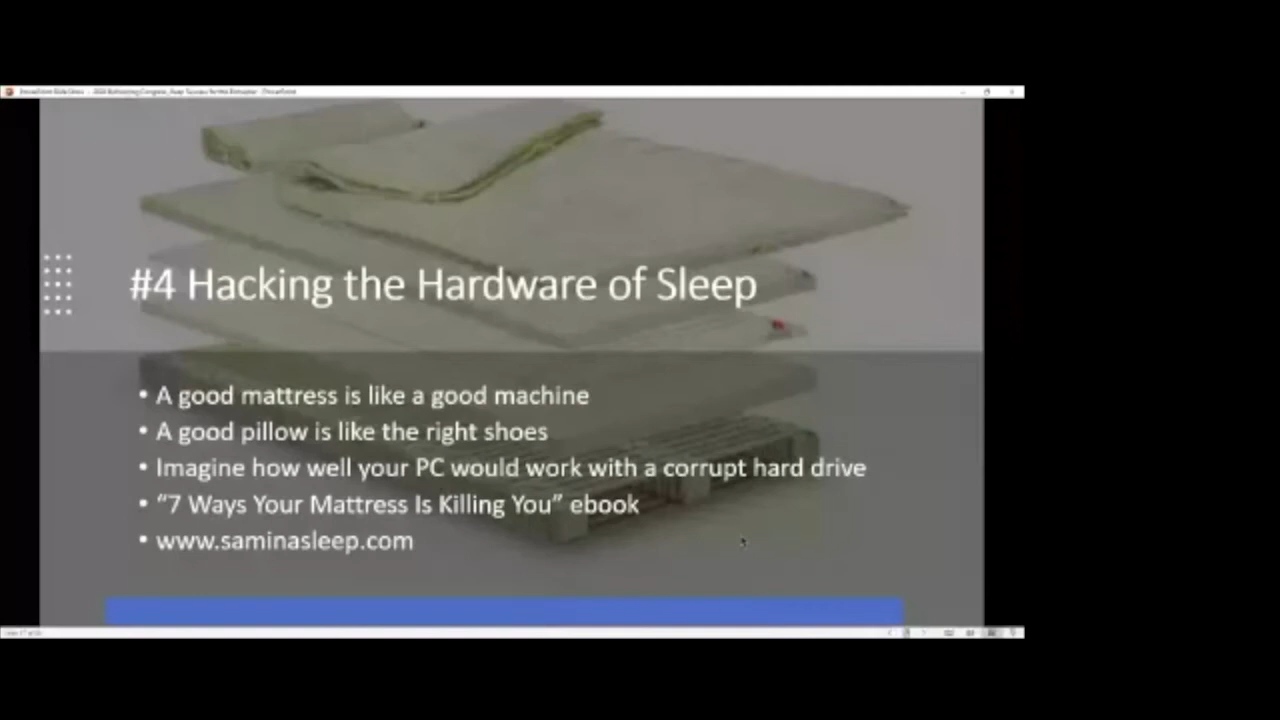 #4 Hacking the Hardware of Sleep
• A good mattress is like a good machine
• A good pillow is like the right shoes
• Imagine how well your PC would work with a corrupt hard drive
• “7 Ways Your Mattress Is Killing You” ebook
• www.saminasleep.com